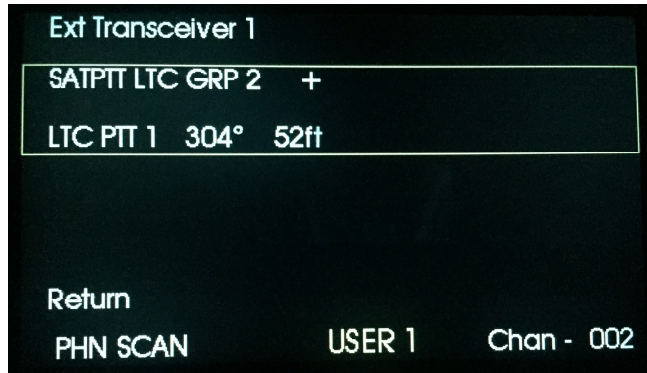 Ext Transceiver 1
SATPTT LTC GRP 2 +
LTC PTT 1 304° 52ft
Return
PHN SCAN USER 1 Chan - 002